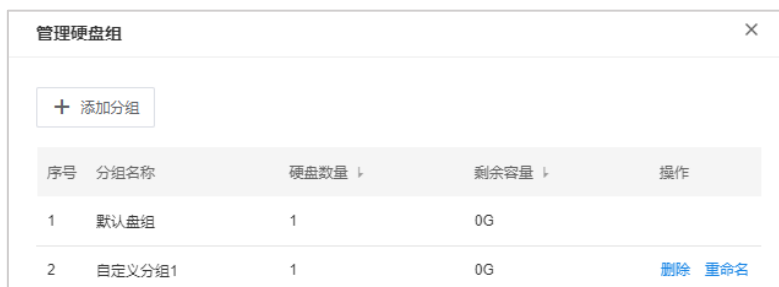 管理硬盘组
添加分组
序号 分组名称 硬盘数量 剩余容量 操作
1 默认盘组 1 0G
2 自定义分组1 1 0G 删除 重命名